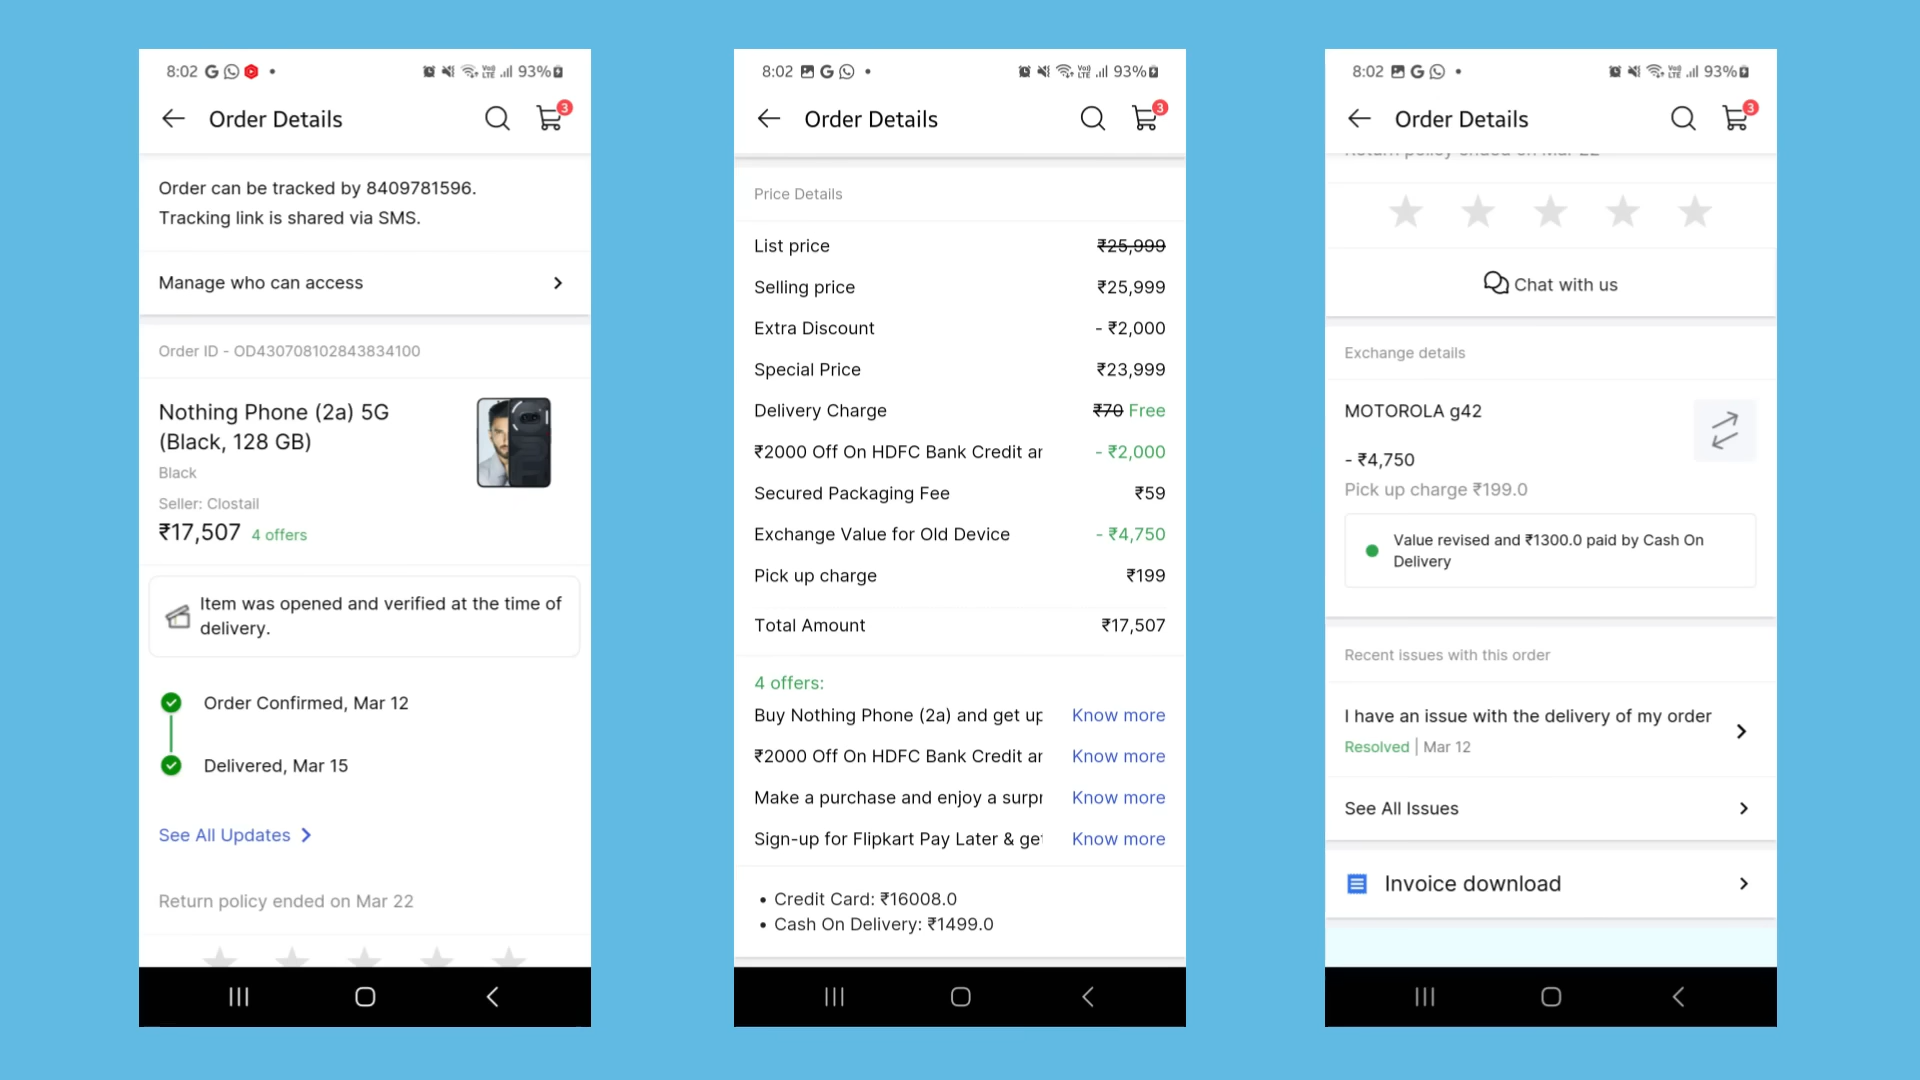 8:02
93%
Order Details
3
Order can be tracked by 8409781596.
Tracking link is shared via SMS.
Manage who can access
Order ID - OD430708102843834100
Nothing Phone (2a) 5G
(Black, 128 GB)
Black
Seller: Clostail
₹17,507 4 offers
Item was opened and verified at the time of
delivery.
Order Confirmed, Mar 12
Delivered, Mar 15
See All Updates
Return policy ended on Mar 22
8:02
93%
Order Details
3
Price Details
List price ₹25,999
Selling price ₹25,999
Extra Discount - ₹2,000
Special Price ₹23,999
Delivery Charge ₹70 Free
₹2000 Off On HDFC Bank Credit ar - ₹2,000
Secured Packaging Fee ₹59
Exchange Value for Old Device - ₹4,750
Pick up charge ₹199
Total Amount ₹17,507
4 offers:
Buy Nothing Phone (2a) and get up Know more
₹2000 Off On HDFC Bank Credit ar Know more
Make a purchase and enjoy a surpr Know more
Sign-up for Flipkart Pay Later & get Know more
• Credit Card: ₹16008.0
• Cash On Delivery: ₹1499.0
8:02
93%
Order Details
3
Return policy ended on Mar 22
Chat with us
Exchange details
MOTOROLA g42
- ₹4,750
Pick up charge ₹199.0
Value revised and ₹1300.0 paid by Cash On
Delivery
Recent issues with this order
I have an issue with the delivery of my order
Resolved | Mar 12
See All Issues
Invoice download